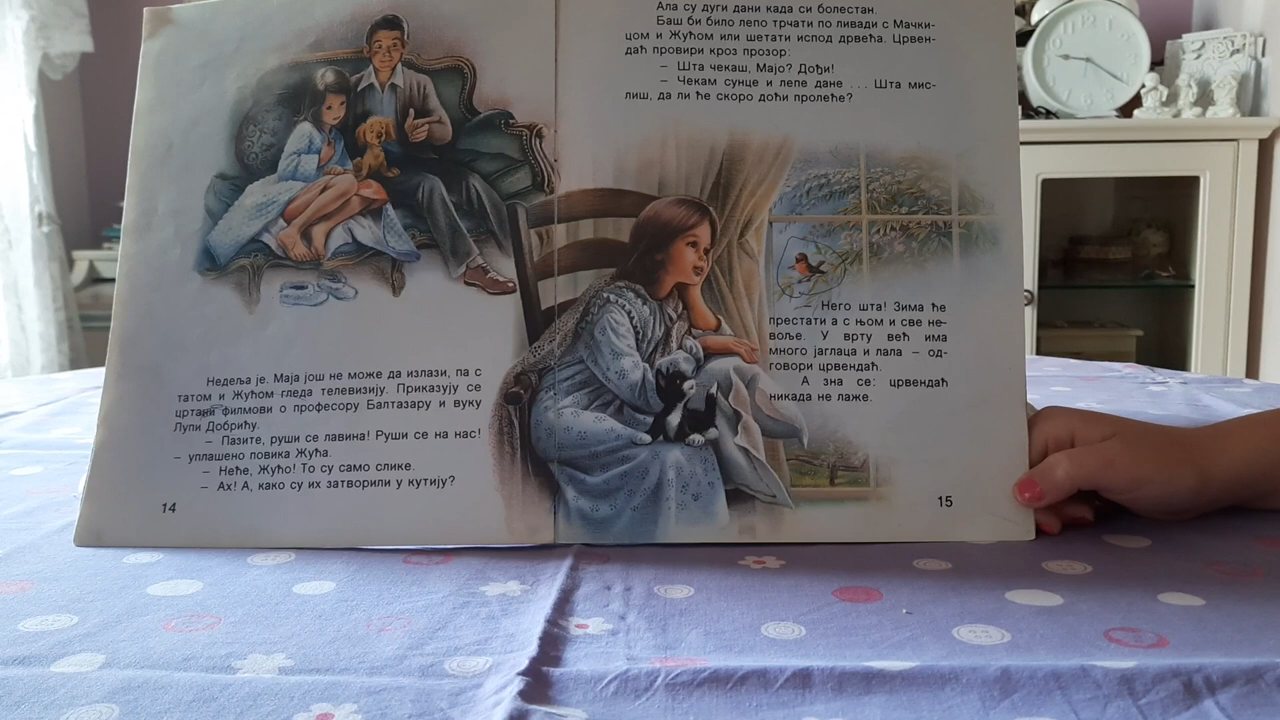 Недеља је. Маја још не може да излази, па с
татом и Жућом гледа телевизију. Приказују се
цртани филмови о професору Балтазару и вуку
Лупи Добрићу.
– Пазите, руши се лавина! Руши се на нас!
– уплашено повика Жућа.
– Неће, Жућо! То су само слике.
– Ах! А, како су их затворили у кутију?
14
Ала су дуги дани када си болестан.
Баш би било лепо трчати по ливади с Мачки-
цом и Жућом или шетати испод дрвећа. Црвен-
даћ провири кроз прозор:
– Шта чекаш, Мајо? Дођи!
– Чекам сунце и лепе дане ... Шта мис-
лиш, да ли ће скоро доћи пролеће?
– Него шта! Зима ће
престати а с њом и све не-
воље. У врту већ има
много јаглаца и лала – од-
говори црвендаћ.
А зна се: црвендаћ
никада не лаже.
15